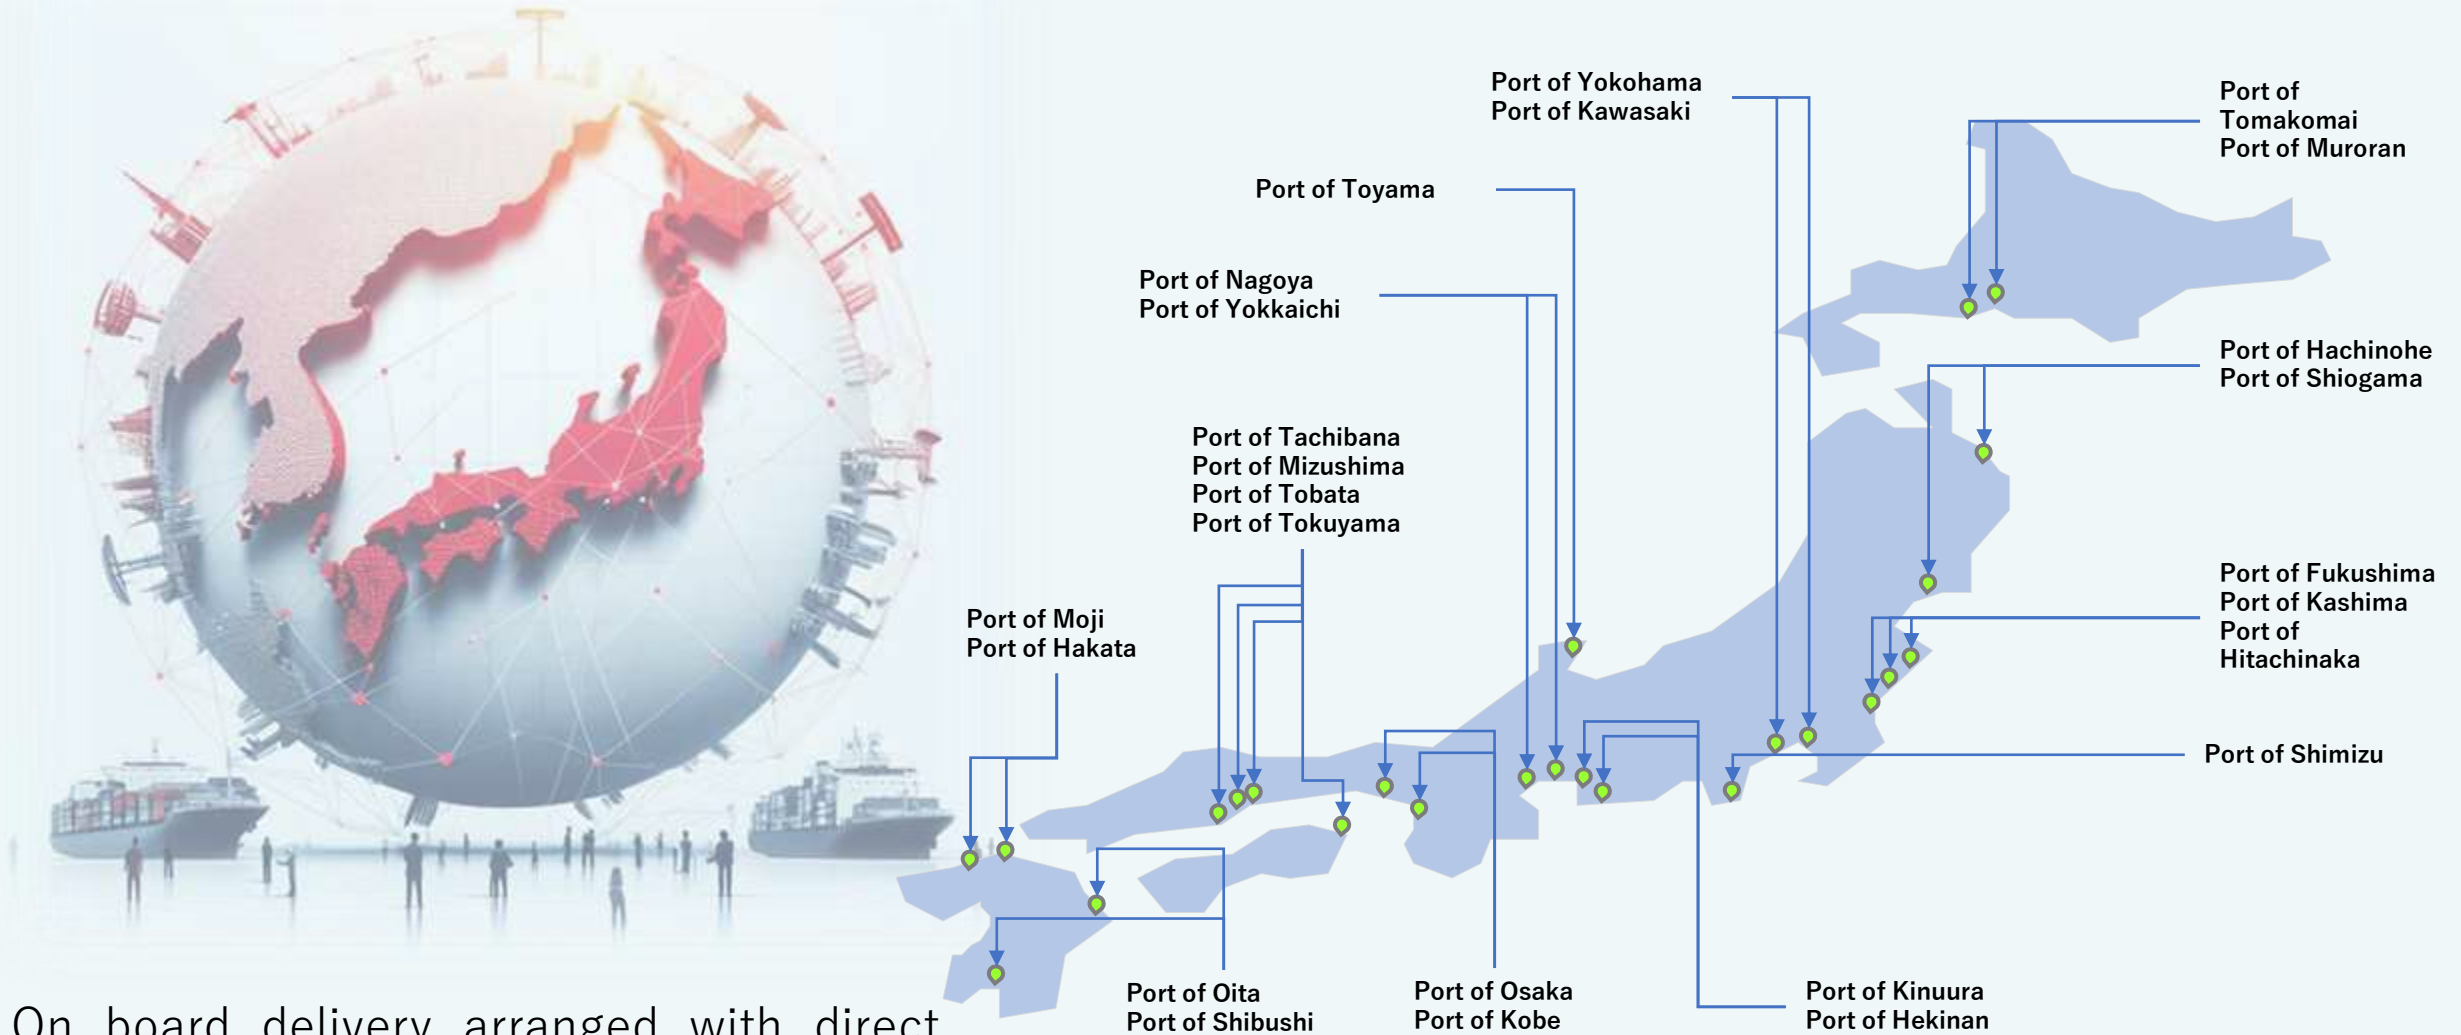 Port of Yokohama
Port of Kawasaki
Port of
Tomakomai
Port of Muroran
Port of Toyama
Port of Nagoya
Port of Yokkaichi
Port of Hachinohe
Port of Shiogama
Port of Tachibana
Port of Mizushima
Port of Tobata
Port of Tokuyama
Port of Fukushima
Port of Kashima
Port of
Hitachinaka
Port of Moji
Port of Hakata
Port of Shimizu
Port of Oita
Port of Shibushi
Port of Osaka
Port of Kobe
Port of Kinuura
Port of Hekinan
On board delivery arranged with direct